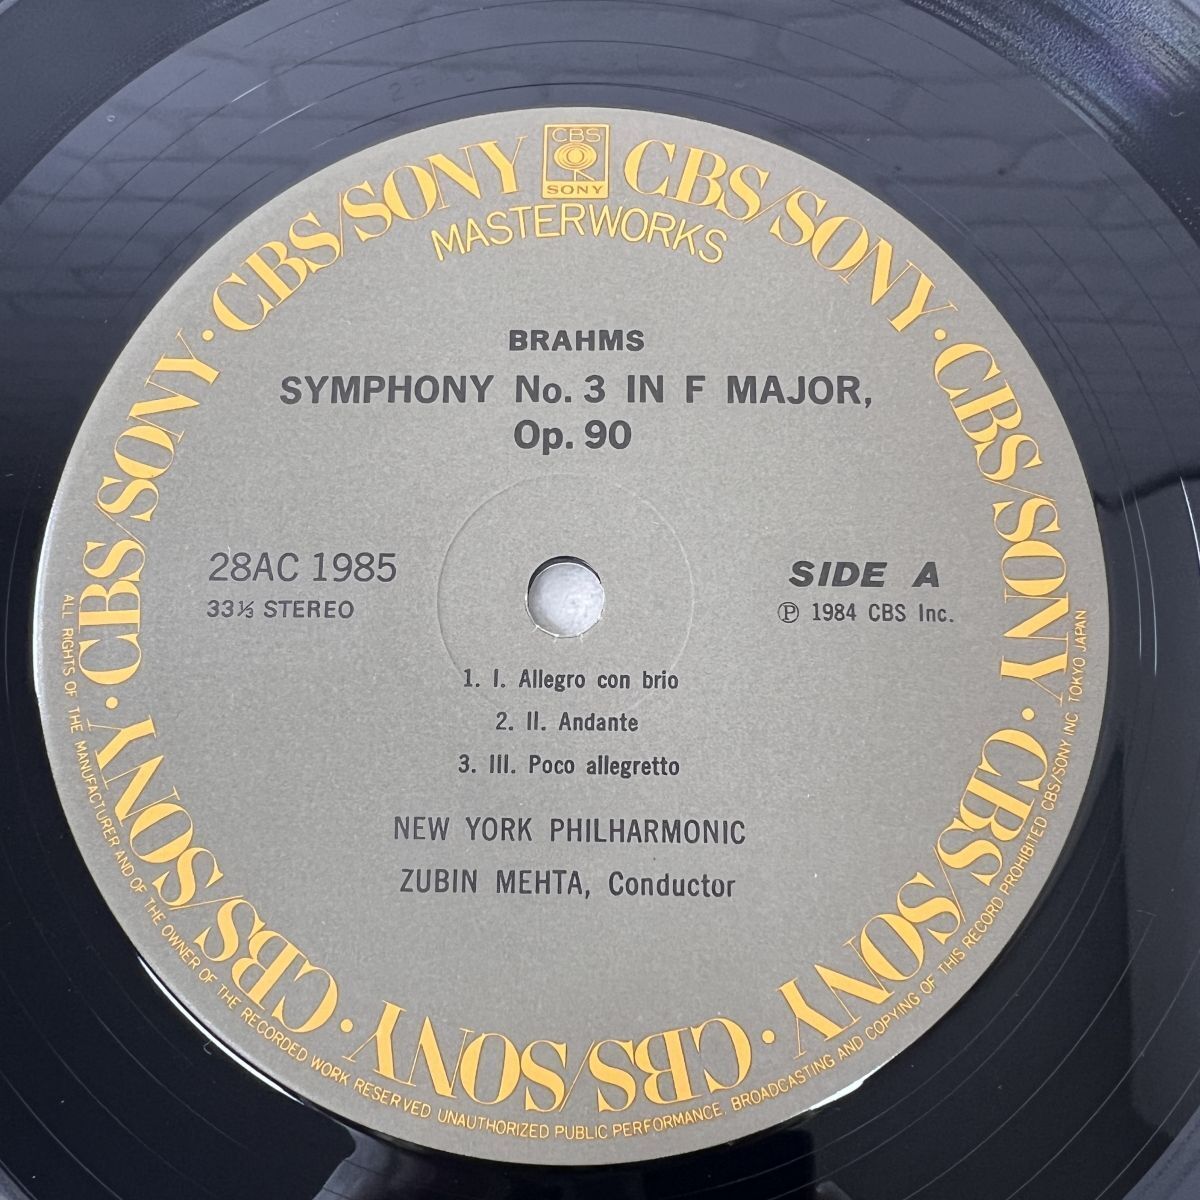 CBS
SONY
CBS/SONY · CBS/SONY · CBS/SONY · CBS/SONY · CBS/SONY · CBS/SONY · CBS/SONY · CBS/SONY
MASTERWORKS
BRAHMS
SYMPHONY No. 3 IN F MAJOR,
Op. 90
28AC 1985
33⅓ STEREO
SIDE A
Ⓟ 1984 CBS Inc.
1. I. Allegro con brio
2. II. Andante
3. III. Poco allegretto
NEW YORK PHILHARMONIC
ZUBIN MEHTA, Conductor
ALL RIGHTS OF THE MANUFACTURER AND OF THE OWNER OF THE RECORDED WORK RESERVED UNAUTHORIZED PUBLIC PERFORMANCE, BROADCASTING AND COPYING OF THIS RECORD PROHIBITED CBS/SONY INC TOKYO JAPAN